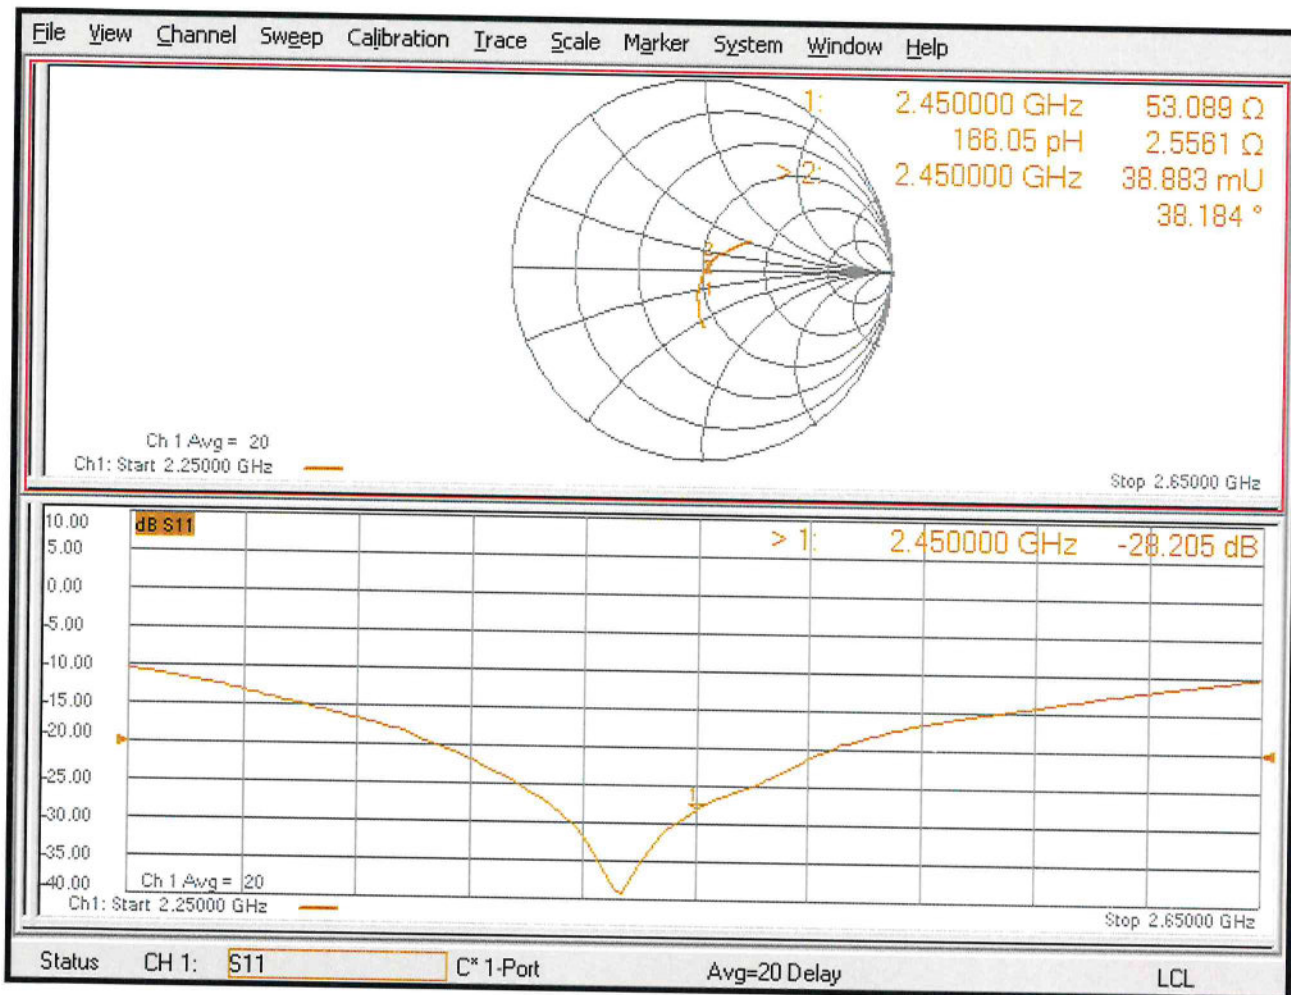 File View Channel Sweep Calibration Trace Scale Marker System Window Help
1: 2.450000 GHz 53.089 Ω
166.05 pH 2.5561 Ω
> 2: 2.450000 GHz 38.883 mU
38.184 °
2
1
Ch 1 Avg = 20
Ch1: Start 2.25000 GHz
Stop 2.65000 GHz
10.00
dB S11
> 1: 2.450000 GHz -28.205 dB
5.00
0.00
-5.00
-10.00
-15.00
-20.00
-25.00
1
-30.00
-35.00
-40.00
Ch 1 Avg = 20
Ch1: Start 2.25000 GHz
Stop 2.65000 GHz
Status CH 1: S11 C* 1-Port Avg=20 Delay LCL